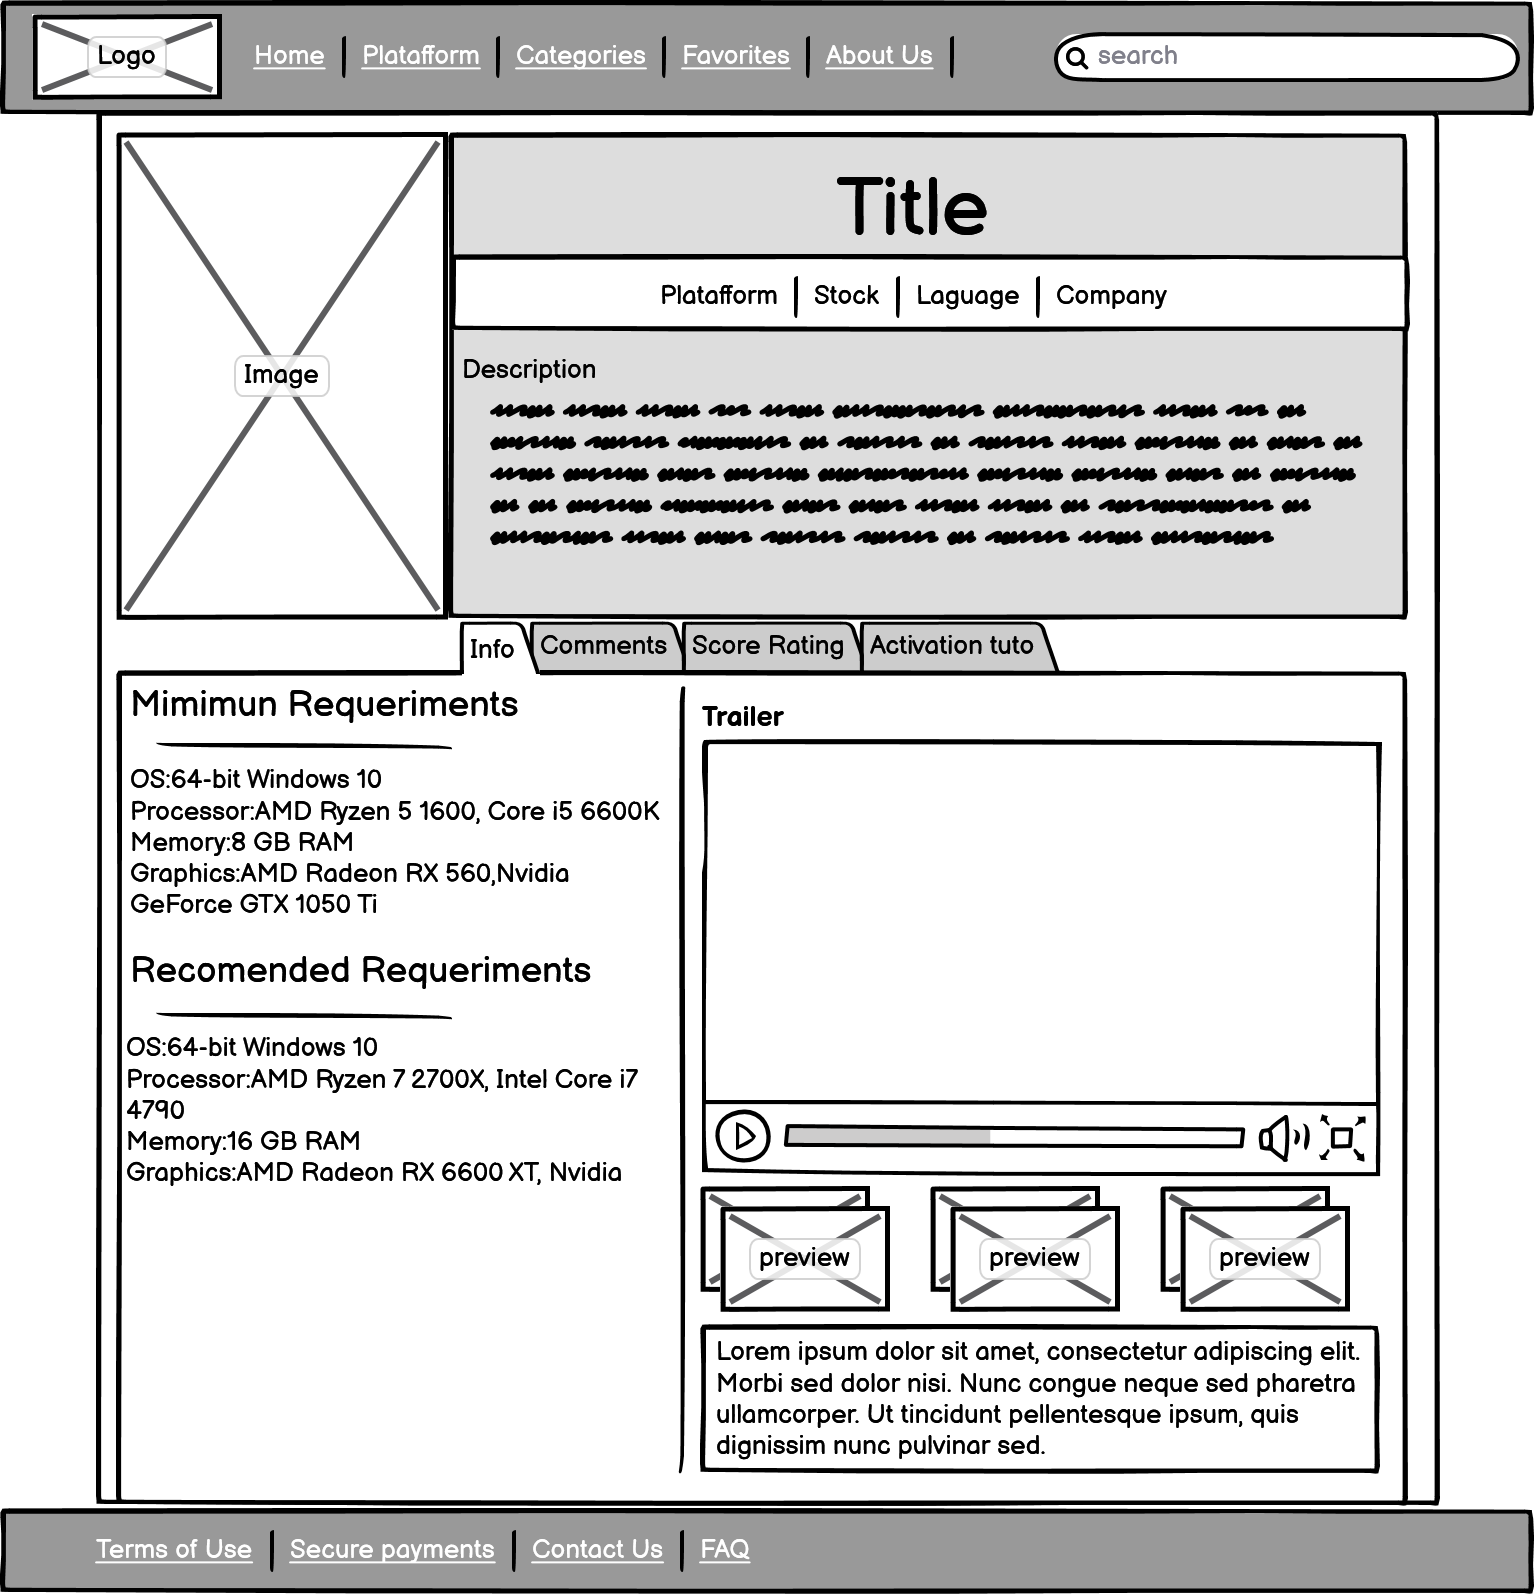 Logo
Home
Platafform
Categories
Favorites
About Us
search
Title
Platafform
Stock
Laguage
Company
Image
Description
Info
Comments
Score Rating
Activation tuto
Mimimun Requeriments
OS:64-bit Windows 10
Processor:AMD Ryzen 5 1600, Core i5 6600K
Memory:8 GB RAM
Graphics:AMD Radeon RX 560,Nvidia
GeForce GTX 1050 Ti
Recomended Requeriments
OS:64-bit Windows 10
Processor:AMD Ryzen 7 2700X, Intel Core i7
4790
Memory:16 GB RAM
Graphics:AMD Radeon RX 6600 XT, Nvidia
Trailer
preview
preview
preview
Lorem ipsum dolor sit amet, consectetur adipiscing elit.
Morbi sed dolor nisi. Nunc congue neque sed pharetra
ullamcorper. Ut tincidunt pellentesque ipsum, quis
dignissim nunc pulvinar sed.
Terms of Use
Secure payments
Contact Us
FAQ